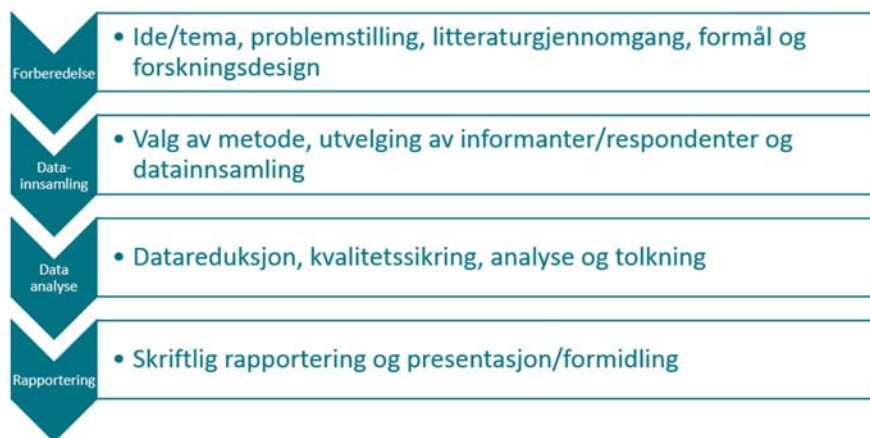 Forberedelse
• Ide/tema, problemstilling, litteraturgjennomgang, formål og
forskningsdesign
Data-
innsamling
• Valg av metode, utvelging av informanter/respondenter og
datainnsamling
Data
analyse
• Datareduksjon, kvalitetssikring, analyse og tolkning
Rapportering
• Skriftlig rapportering og presentasjon/formidling